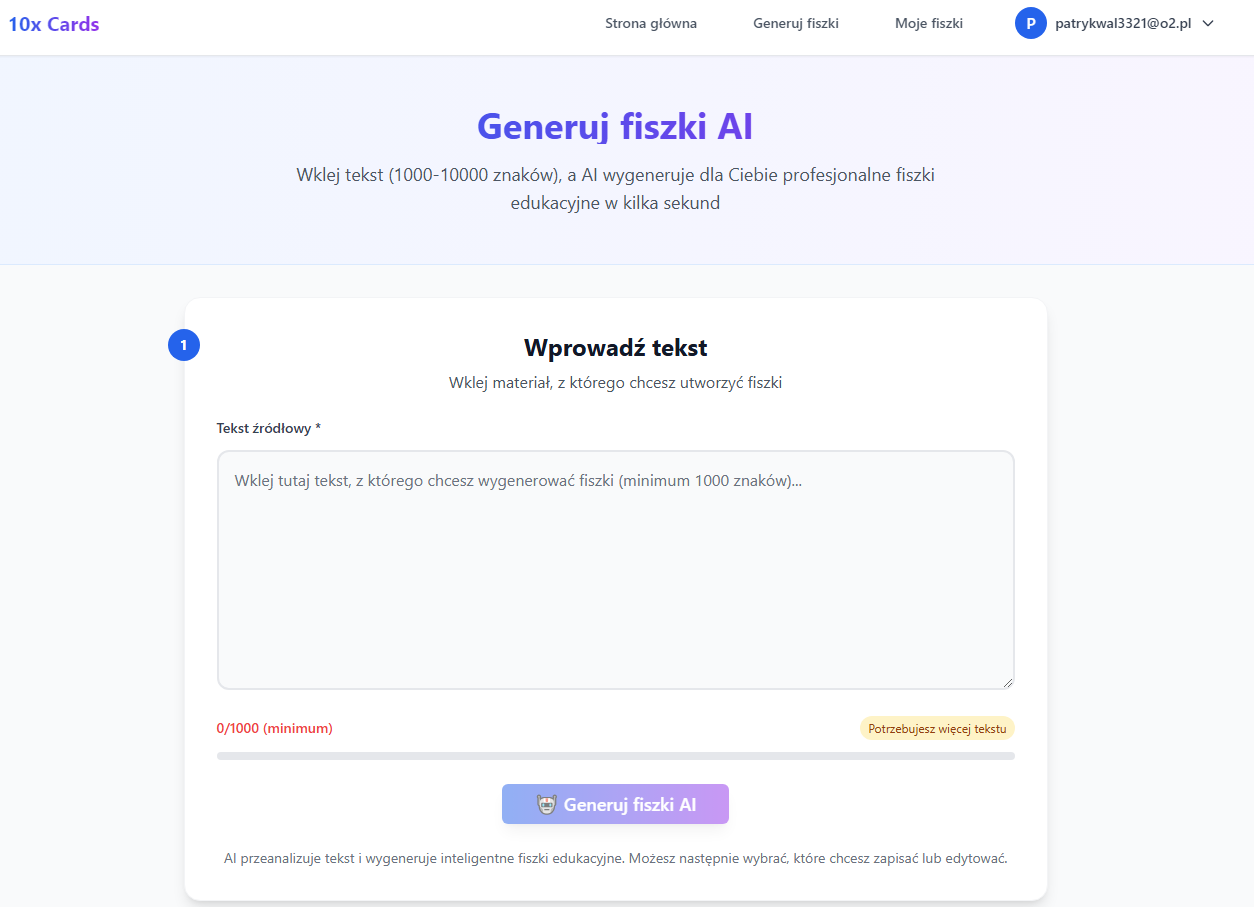 10x Cards
Strona główna
Generuj fiszki
Moje fiszki
P
patrykwal3321@o2.pl
Generuj fiszki AI
Wklej tekst (1000-10000 znaków), a AI wygeneruje dla Ciebie profesjonalne fiszki
edukacyjne w kilka sekund
1
Wprowadź tekst
Wklej materiał, z którego chcesz utworzyć fiszki
Tekst źródłowy *
Wklej tutaj tekst, z którego chcesz wygenerować fiszki (minimum 1000 znaków)...
0/1000 (minimum)
Potrzebujesz więcej tekstu
Generuj fiszki AI
AI przeanalizuje tekst i wygeneruje inteligentne fiszki edukacyjne. Możesz następnie wybrać, które chcesz zapisać lub edytować.